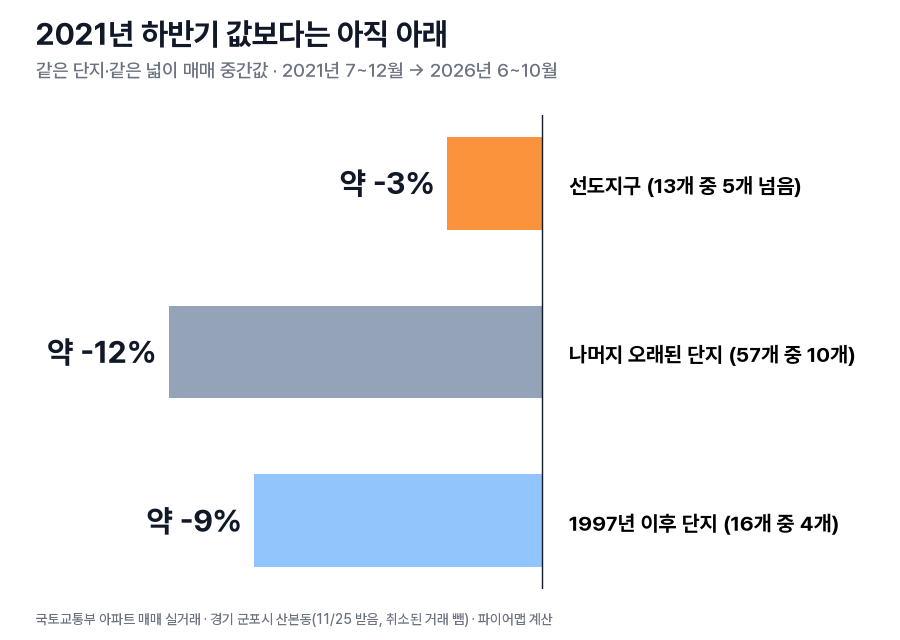 2021년 하반기 값보다는 아직 아래
같은 단지·같은 넓이 매매 중간값 · 2021년 7~12월 → 2026년 6~10월
약 -3%
선도지구 (13개 중 5개 넘음)
약 -12%
나머지 오래된 단지 (57개 중 10개)
약 -9%
1997년 이후 단지 (16개 중 4개)
국토교통부 아파트 매매 실거래 · 경기 군포시 산본동(11/25 받음, 취소된 거래 뺌) · 파이어맵 계산